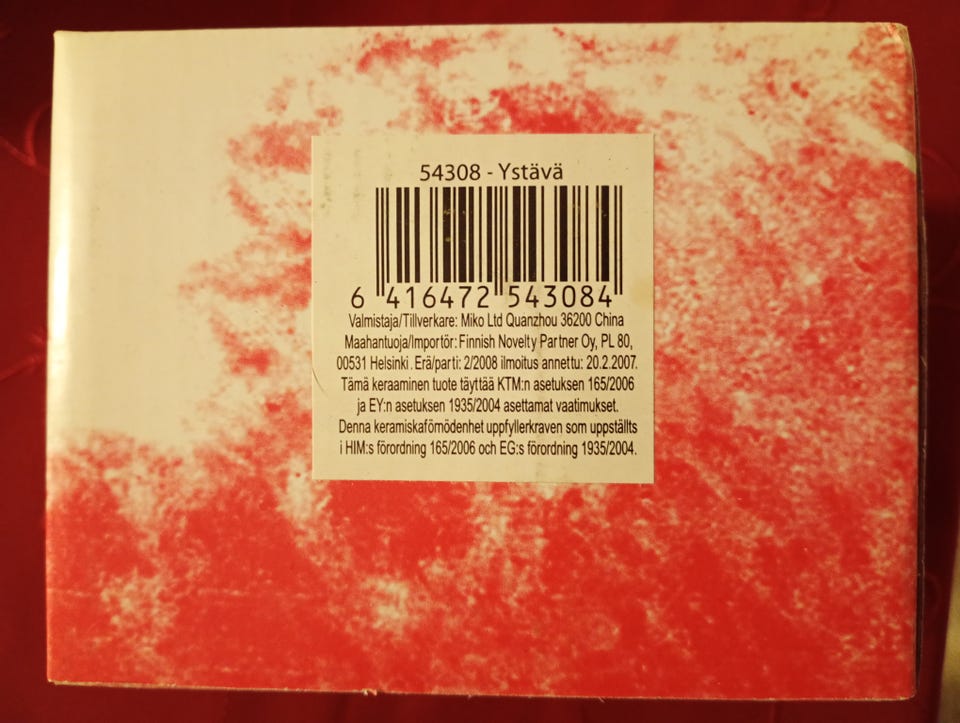 54308 - Ystävä
6 416472 543084
Valmistaja/Tillverkare: Miko Ltd Quanzhou 36200 China
Maahantuoja/Importör: Finnish Novelty Partner Oy, PL 80,
00531 Helsinki. Erä/parti: 2/2008 ilmoitus annettu: 20.2.2007.
Tämä keraaminen tuote täyttää KTM:n asetuksen 165/2006
ja EY:n asetuksen 1935/2004 asettamat vaatimukset.
Denna keramiskafömödenhet uppfyllerkraven som uppställts
i HIM:s förordning 165/2006 och EG:s förordning 1935/2004.